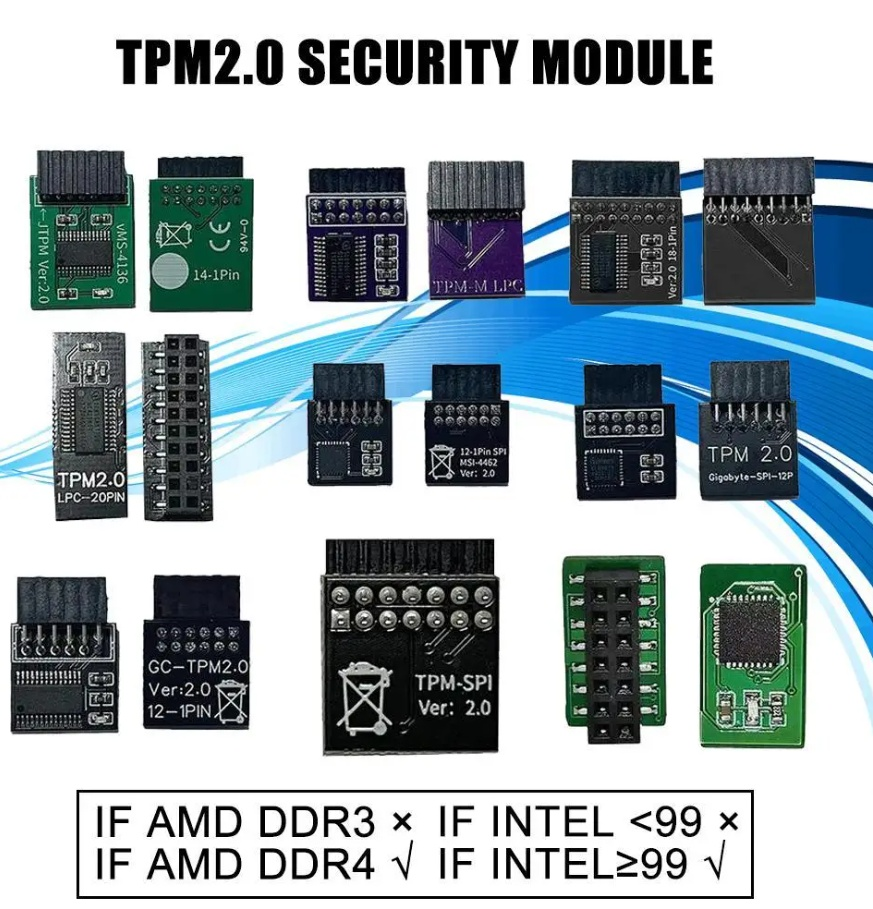 TPM2.0 SECURITY MODULE
←JTPM Ver:2.0
vMS-4136
CE
94V-0
14-1Pin
TPM-M LPC
Ver:2.0 18-1Pin
TPM2.0
LPC-20PIN
12-1Pin SPI
MSI-4462
Ver: 2.0
TPM 2.0
Gigabyte-SPI-12P
GC-TPM2.0
Ver:2.0
12-1PIN
TPM-SPI
Ver: 2.0
IF AMD DDR3 × IF INTEL <99 ×
IF AMD DDR4 √ IF INTEL≥99 √